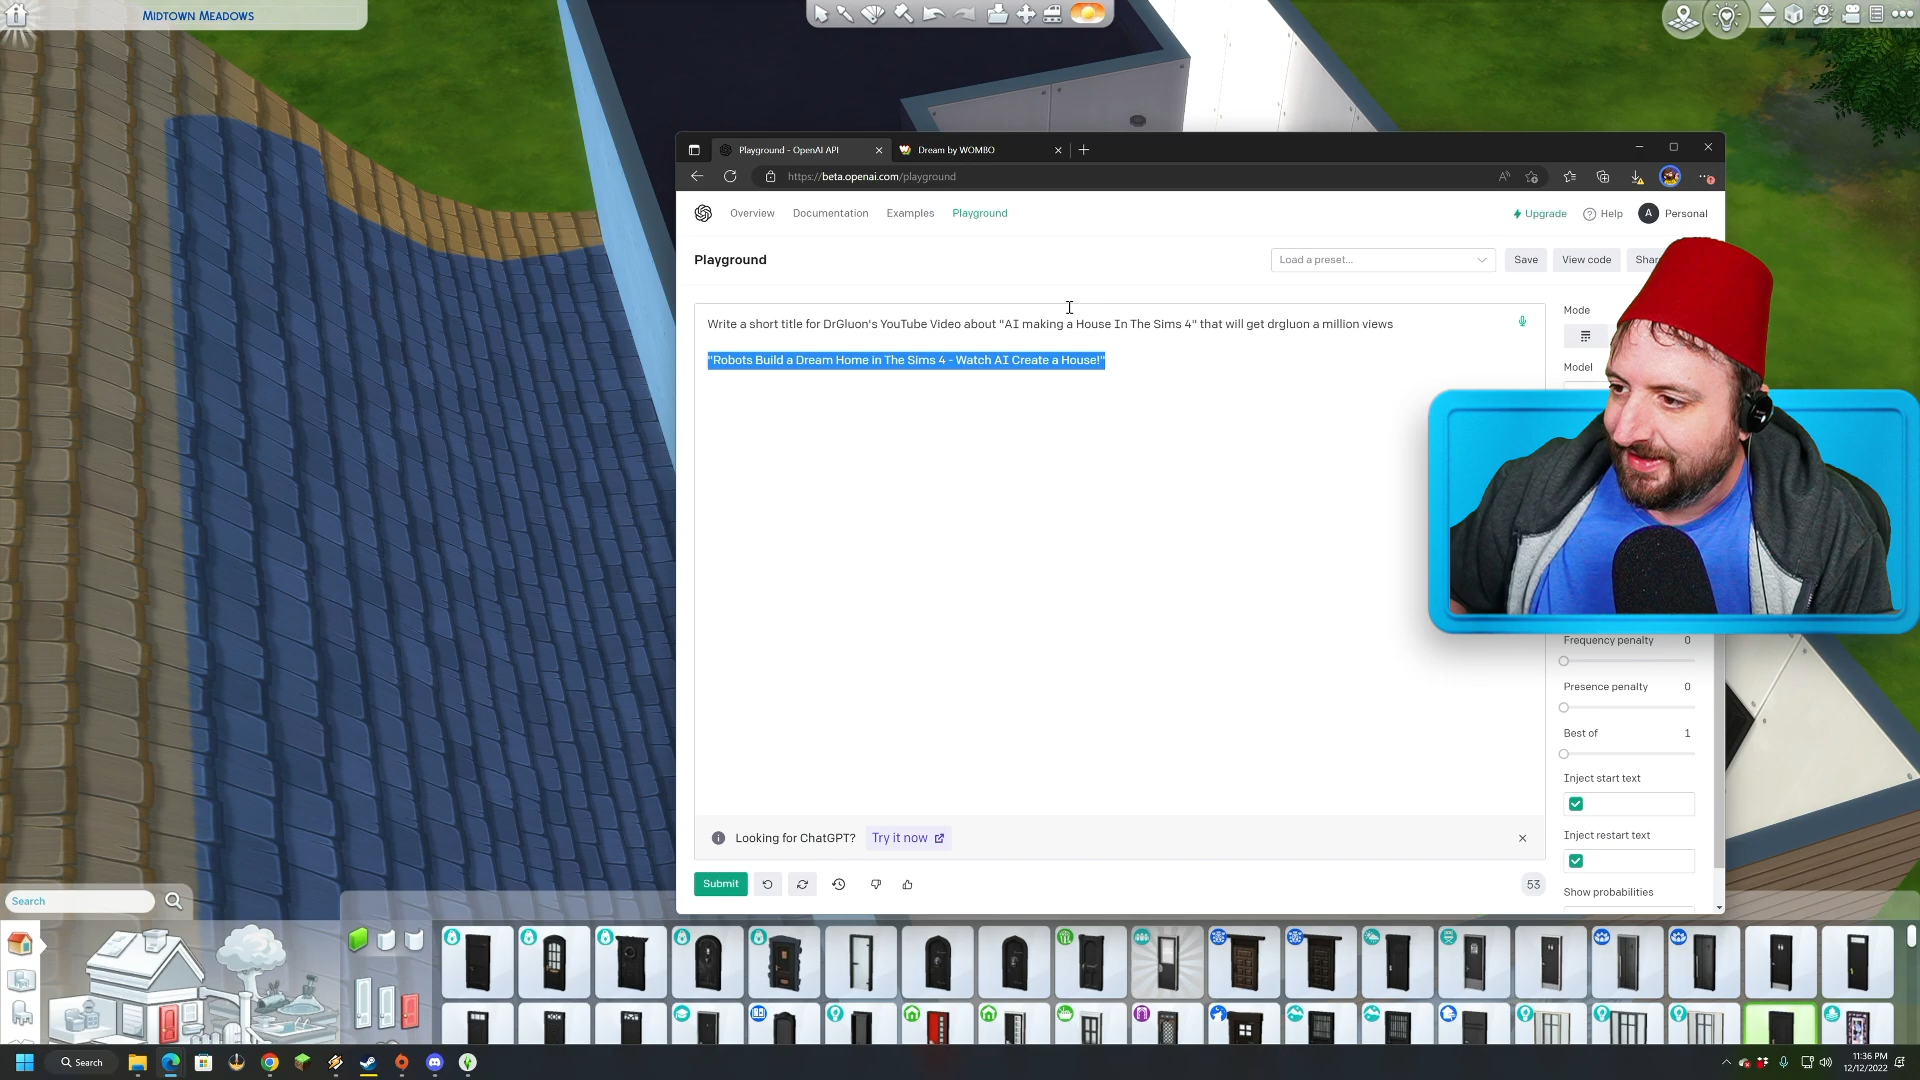 Midtown Meadows
Playground - OpenAI API
Dream by WOMBO
https://beta.openai.com/playground
Overview
Documentation
Examples
Playground
Upgrade
Help
A
Personal
Playground
Load a preset...
Save
View code
Write a short title for DrGluon's YouTube Video about "AI making a House In The Sims 4" that will get drgluon a million views
"Robots Build a Dream Home in The Sims 4 - Watch AI Create a House!"
Mode
Model
Frequency penalty 0
Presence penalty 0
Best of 1
Inject start text
Inject restart text
Show probabilities
Looking for ChatGPT? Try it now
Submit
53
Search
Search
11:36 PM
12/12/2022